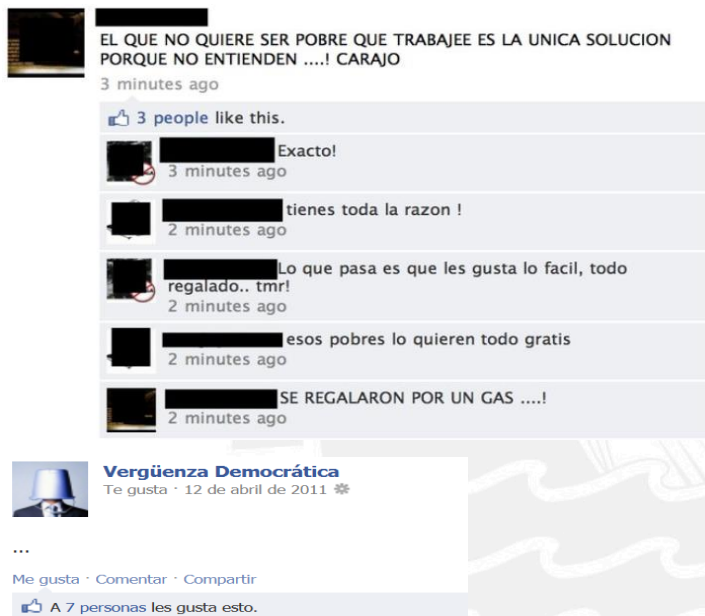 EL QUE NO QUIERE SER POBRE QUE TRABAJEE ES LA UNICA SOLUCION
PORQUE NO ENTIENDEN ....! CARAJO
3 minutes ago
3 people like this.
Exacto!
3 minutes ago
tienes toda la razon !
2 minutes ago
Lo que pasa es que les gusta lo facil, todo
regalado.. tmr!
2 minutes ago
esos pobres lo quieren todo gratis
2 minutes ago
SE REGALARON POR UN GAS ....!
2 minutes ago
Vergüenza Democrática
Te gusta · 12 de abril de 2011
...
Me gusta · Comentar · Compartir
A 7 personas les gusta esto.